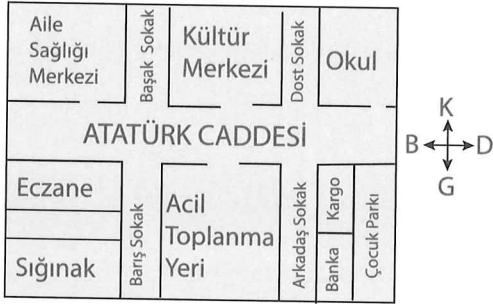 Aile
Sağlığı
Merkezi
Başak Sokak
Kültür
Merkezi
Dost Sokak
Okul
ATATÜRK CADDESİ
K
B
D
G
Eczane
Sığınak
Barış Sokak
Acil
Toplanma
Yeri
Arkadaş Sokak
Kargo
Banka
Çocuk Parkı